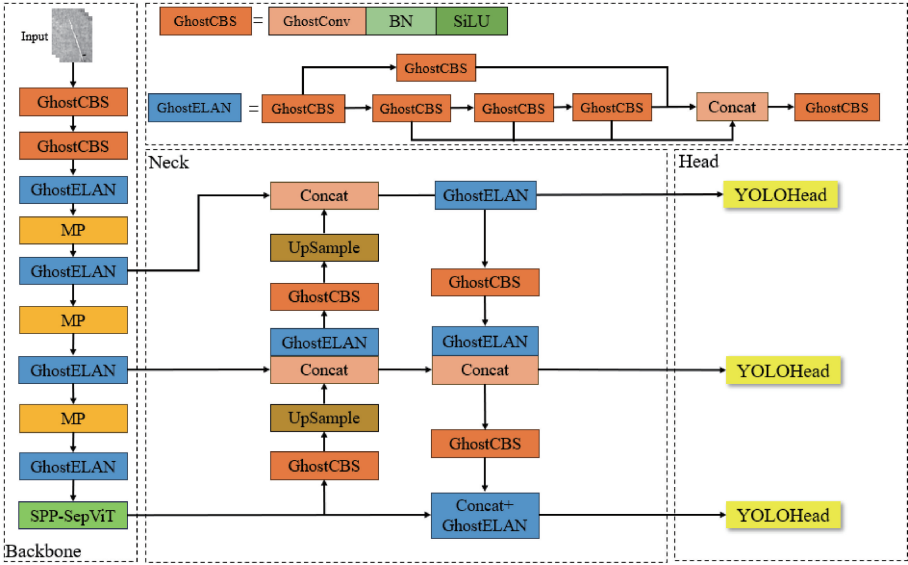 Input
GhostCBS
GhostCBS
GhostELAN
MP
GhostELAN
MP
GhostELAN
MP
GhostELAN
SPP-SepViT
Backbone
GhostCBS = GhostConv BN SiLU
GhostCBS
GhostELAN = GhostCBS GhostCBS GhostCBS GhostCBS Concat GhostCBS
Neck
Concat GhostELAN
UpSample
GhostCBS GhostCBS
GhostELAN GhostELAN
Concat Concat
UpSample
GhostCBS GhostCBS
Concat+
GhostELAN
Head
YOLOHead
YOLOHead
YOLOHead